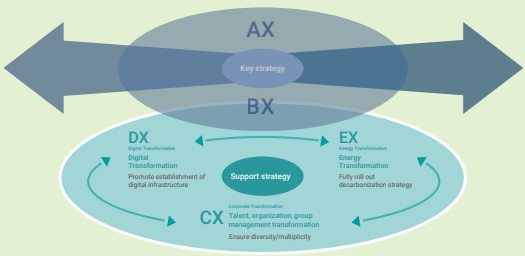 AX
Key strategy
BX
DX
Digital Transformation
Digital
Transformation
Promote establishment of
digital infrastructure
EX
Energy Transformation
Energy
Transformation
Fully roll out
decarbonization strategy
Support strategy
CX
Corporate Transformation
Talent, organization, group
management transformation
Ensure diversity/multiplicity